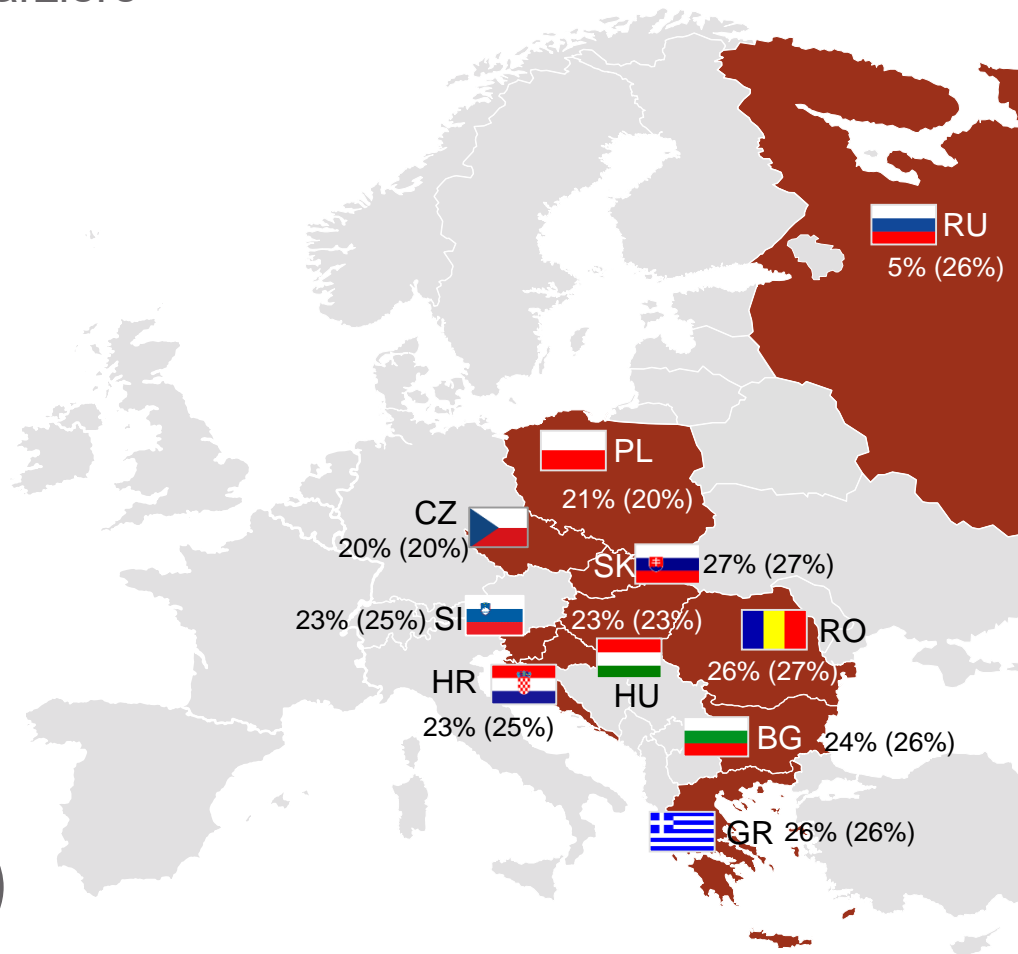 RU
5% (26%)
PL
21% (20%)
CZ
20% (20%)
SK
27% (27%)
23% (25%) SI
23% (23%)
RO
26% (27%)
HR
HU
23% (25%)
BG
24% (26%)
GR
26% (26%)